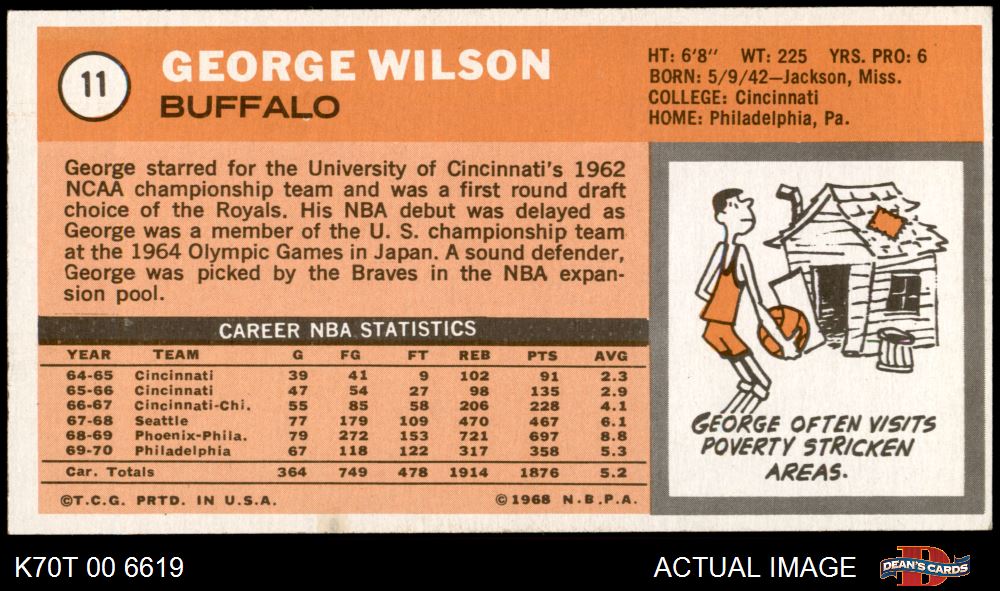 11
GEORGE WILSON
BUFFALO
HT: 6'8" WT: 225 YRS. PRO: 6
BORN: 5/9/42—Jackson, Miss.
COLLEGE: Cincinnati
HOME: Philadelphia, Pa.
George starred for the University of Cincinnati's 1962
NCAA championship team and was a first round draft
choice of the Royals. His NBA debut was delayed as
George was a member of the U. S. championship team
at the 1964 Olympic Games in Japan. A sound defender,
George was picked by the Braves in the NBA expan-
sion pool.
CAREER NBA STATISTICS
YEAR TEAM G FG FT REB PTS AVG
64-65 Cincinnati 39 41 9 102 91 2.3
65-66 Cincinnati 47 54 27 98 135 2.9
66-67 Cincinnati-Chi. 55 85 58 206 228 4.1
67-68 Seattle 77 179 109 470 467 6.1
68-69 Phoenix-Phila. 79 272 153 721 697 8.8
69-70 Philadelphia 67 118 122 317 358 5.3
Car. Totals 364 749 478 1914 1876 5.2
©T.C.G. PRTD. IN U.S.A. ©1968 N.B.P.A.
GEORGE OFTEN VISITS
POVERTY STRICKEN
AREAS.
K70T 00 6619
ACTUAL IMAGE
D
DEAN'S CARDS